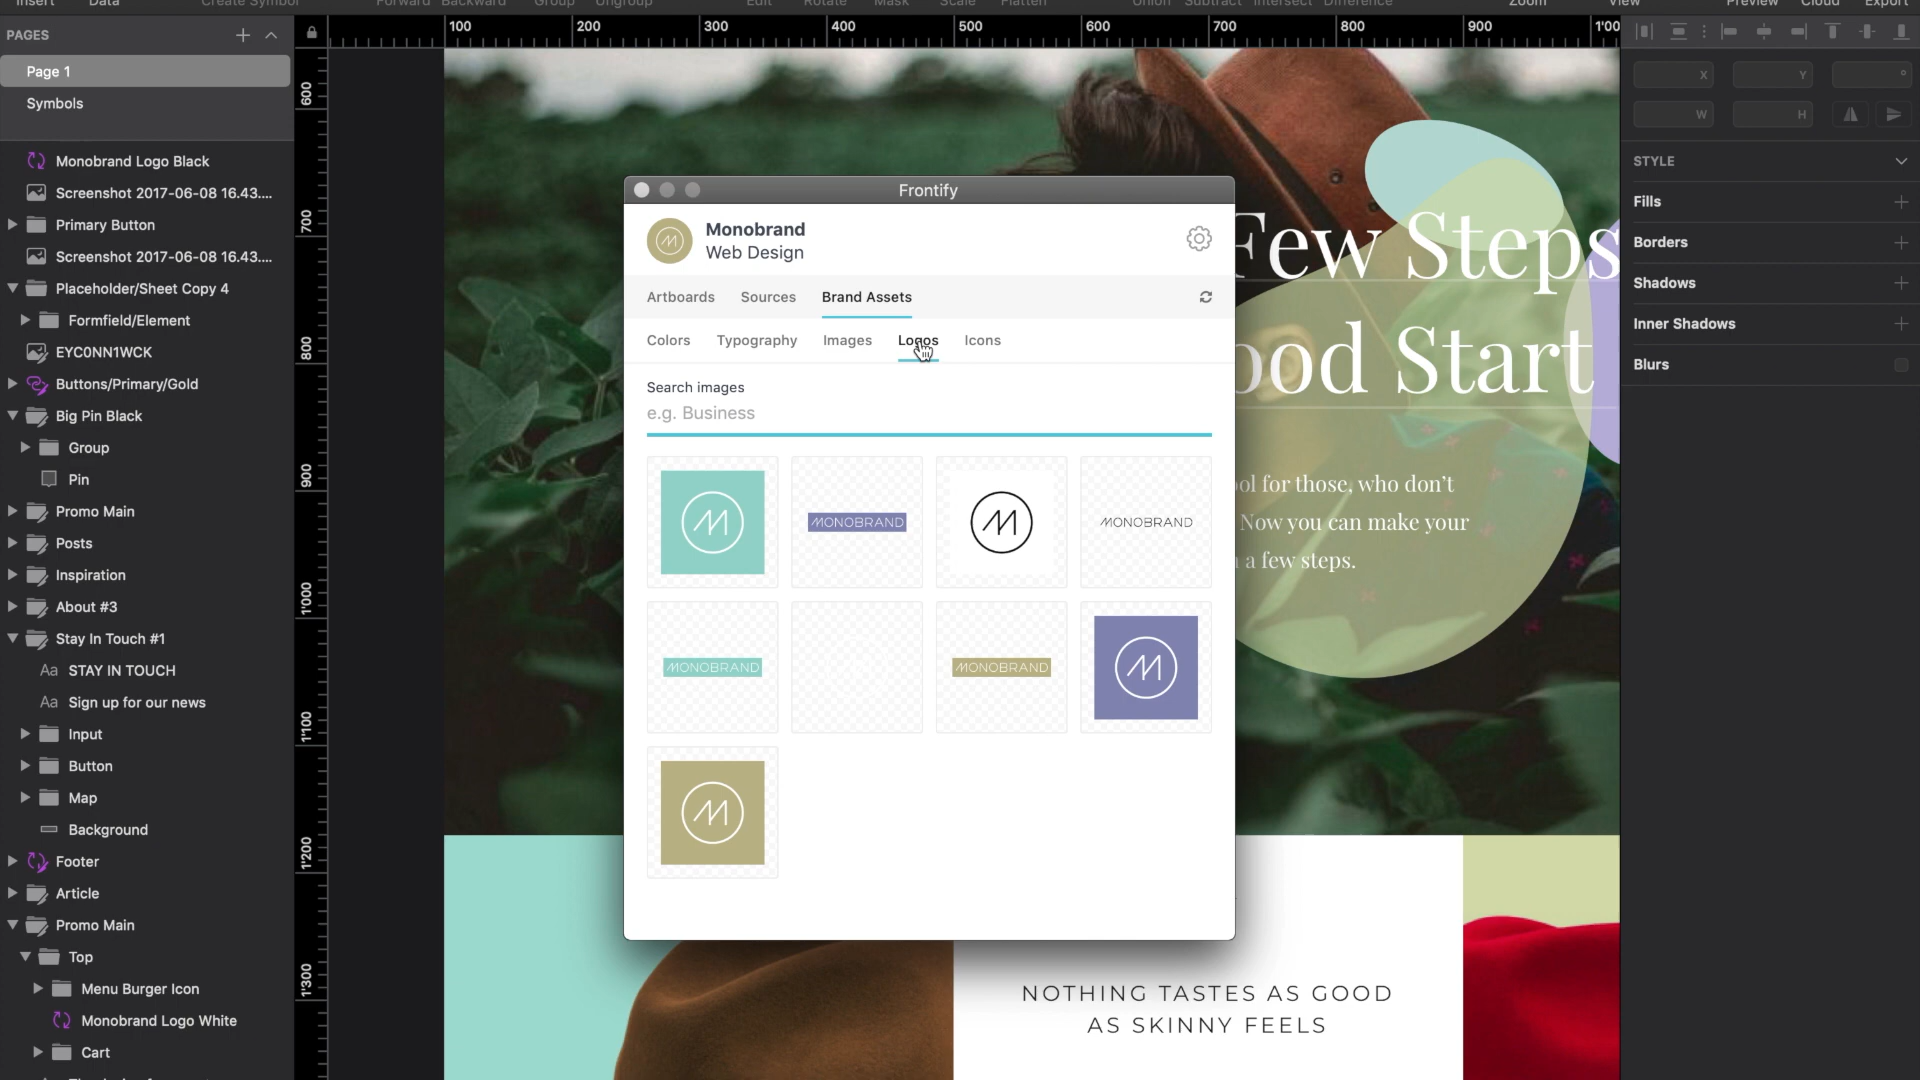 Insert Data Create Symbol Forward Backward Group Ungroup Edit Rotate Mask Scale Flatten Union Subtract Intersect Difference Zoom View Preview Cloud Export
PAGES
Page 1
Symbols
Monobrand Logo Black
Screenshot 2017-06-08 16.43....
Primary Button
Screenshot 2017-06-08 16.43....
Placeholder/Sheet Copy 4
Formfield/Element
EYC0NN1WCK
Buttons/Primary/Gold
Big Pin Black
Group
Pin
Promo Main
Posts
Inspiration
About #3
Stay In Touch #1
Aa STAY IN TOUCH
Aa Sign up for our news
Input
Button
Map
Background
Footer
Article
Promo Main
Top
Menu Burger Icon
Monobrand Logo White
Cart
100 200 300 400 500 600 700 800 900 1'00
600
700
800
900
1'000
1'100
1'200
1'300
Frontify
Monobrand
Web Design
Artboards Sources Brand Assets
Colors Typography Images Logos Icons
Search images
e.g. Business
MONOBRAND
MONOBRAND
MONOBRAND
MONOBRAND
Few Steps
ood Start
ol for those, who don't
Now you can make your
a few steps.
NOTHING TASTES AS GOOD
AS SKINNY FEELS
X Y °
W H
STYLE
Fills
Borders
Shadows
Inner Shadows
Blurs